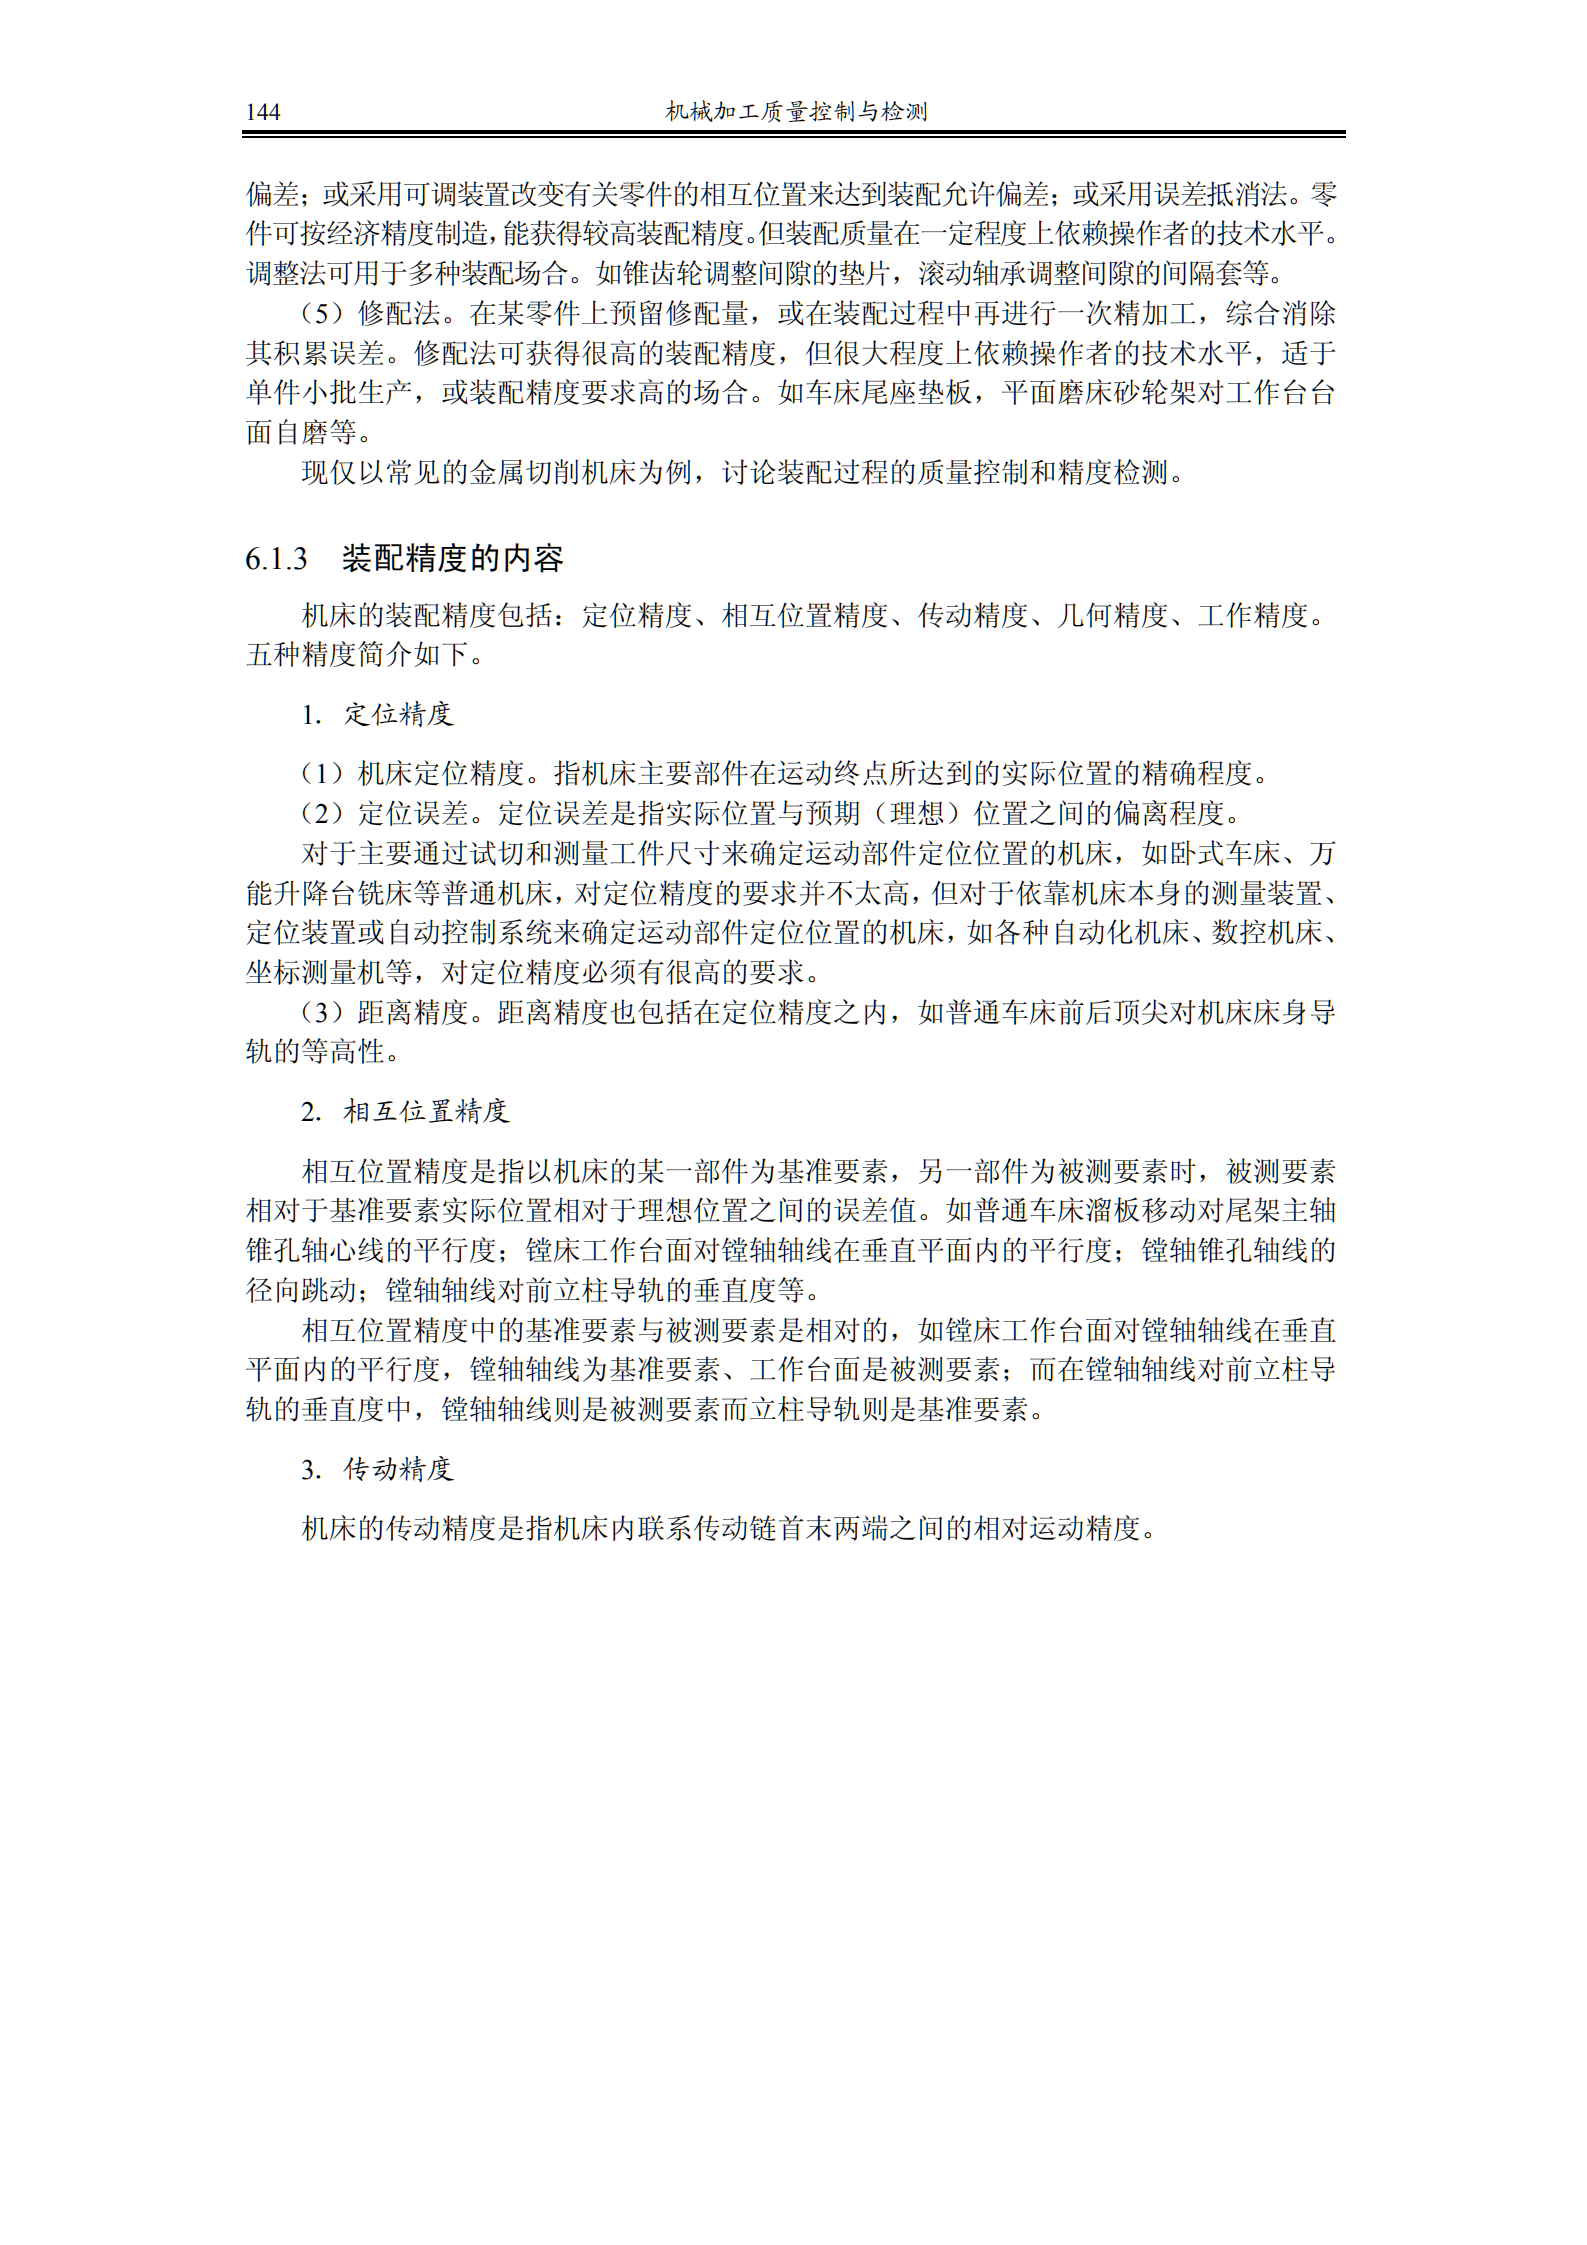 144
机械加工质量控制与检测
偏差；或采用可调装置改变有关零件的相互位置来达到装配允许偏差；或采用误差抵消法。零
件可按经济精度制造，能获得较高装配精度。但装配质量在一定程度上依赖操作者的技术水平。
调整法可用于多种装配场合。如锥齿轮调整间隙的垫片，滚动轴承调整间隙的间隔套等。
（5）修配法。在某零件上预留修配量，或在装配过程中再进行一次精加工，综合消除
其积累误差。修配法可获得很高的装配精度，但很大程度上依赖操作者的技术水平，适于
单件小批生产，或装配精度要求高的场合。如车床尾座垫板，平面磨床砂轮架对工作台台
面自磨等。
现仅以常见的金属切削机床为例，讨论装配过程的质量控制和精度检测。
6.1.3 装配精度的内容
机床的装配精度包括：定位精度、相互位置精度、传动精度、几何精度、工作精度。
五种精度简介如下。
1. 定位精度
（1）机床定位精度。指机床主要部件在运动终点所达到的实际位置的精确程度。
（2）定位误差。定位误差是指实际位置与预期（理想）位置之间的偏离程度。
对于主要通过试切和测量工件尺寸来确定运动部件定位位置的机床，如卧式车床、万
能升降台铣床等普通机床，对定位精度的要求并不太高，但对于依靠机床本身的测量装置、
定位装置或自动控制系统来确定运动部件定位位置的机床，如各种自动化机床、数控机床、
坐标测量机等，对定位精度必须有很高的要求。
（3）距离精度。距离精度也包括在定位精度之内，如普通车床前后顶尖对机床床身导
轨的等高性。
2. 相互位置精度
相互位置精度是指以机床的某一部件为基准要素，另一部件为被测要素时，被测要素
相对于基准要素实际位置相对于理想位置之间的误差值。如普通车床溜板移动对尾架主轴
锥孔轴心线的平行度；镗床工作台面对镗轴轴线在垂直平面内的平行度；镗轴锥孔轴线的
径向跳动；镗轴轴线对前立柱导轨的垂直度等。
相互位置精度中的基准要素与被测要素是相对的，如镗床工作台面对镗轴轴线在垂直
平面内的平行度，镗轴轴线为基准要素、工作台面是被测要素；而在镗轴轴线对前立柱导
轨的垂直度中，镗轴轴线则是被测要素而立柱导轨则是基准要素。
3. 传动精度
机床的传动精度是指机床内联系传动链首末两端之间的相对运动精度。